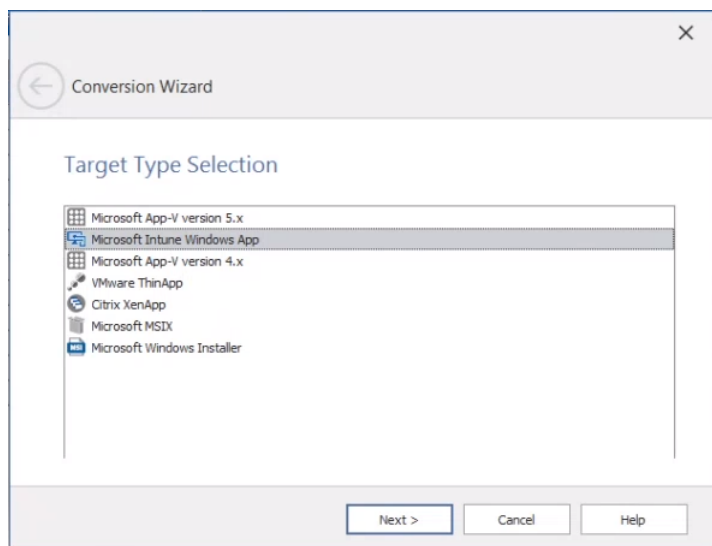 Conversion Wizard
Target Type Selection
Microsoft App-V version 5.x
Microsoft Intune Windows App
Microsoft App-V version 4.x
VMware ThinApp
Citrix XenApp
Microsoft MSIX
MSI Microsoft Windows Installer
Next > Cancel Help